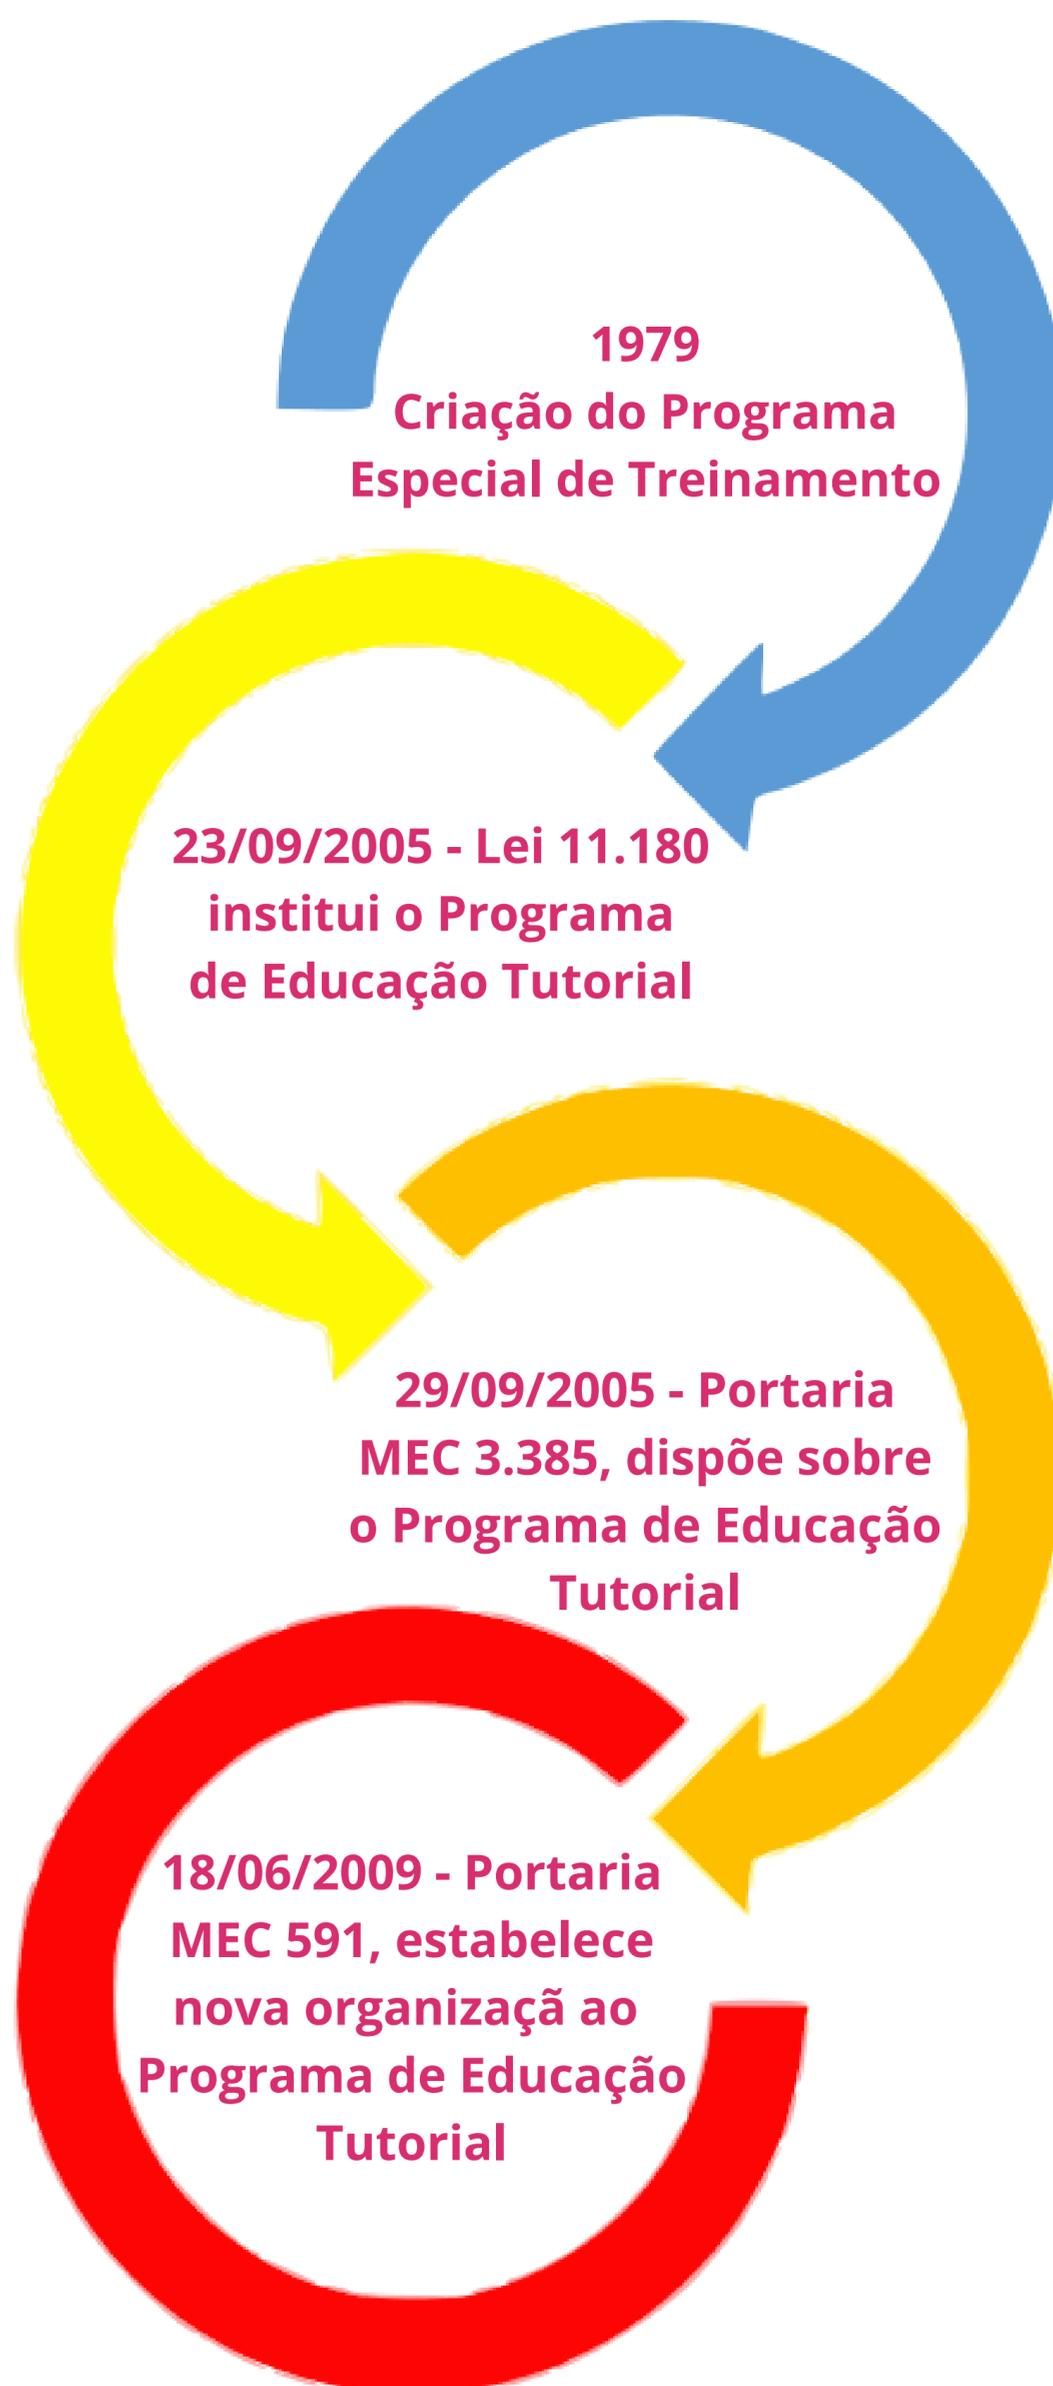 1979
Criação do Programa
Especial de Treinamento
23/09/2005 - Lei 11.180
institui o Programa
de Educação Tutorial
29/09/2005 - Portaria
MEC 3.385, dispõe sobre
o Programa de Educação
Tutorial
18/06/2009 - Portaria
MEC 591, estabelece
nova organizaçã ao
Programa de Educação
Tutorial